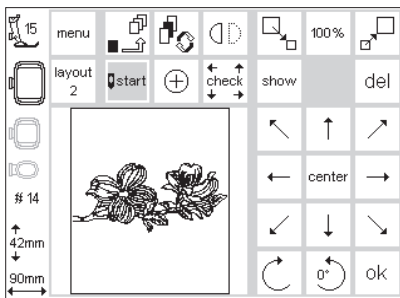 15
menu
100%
layout
2
start
check
show
del
center
# 14
42mm
90mm
0°
ok